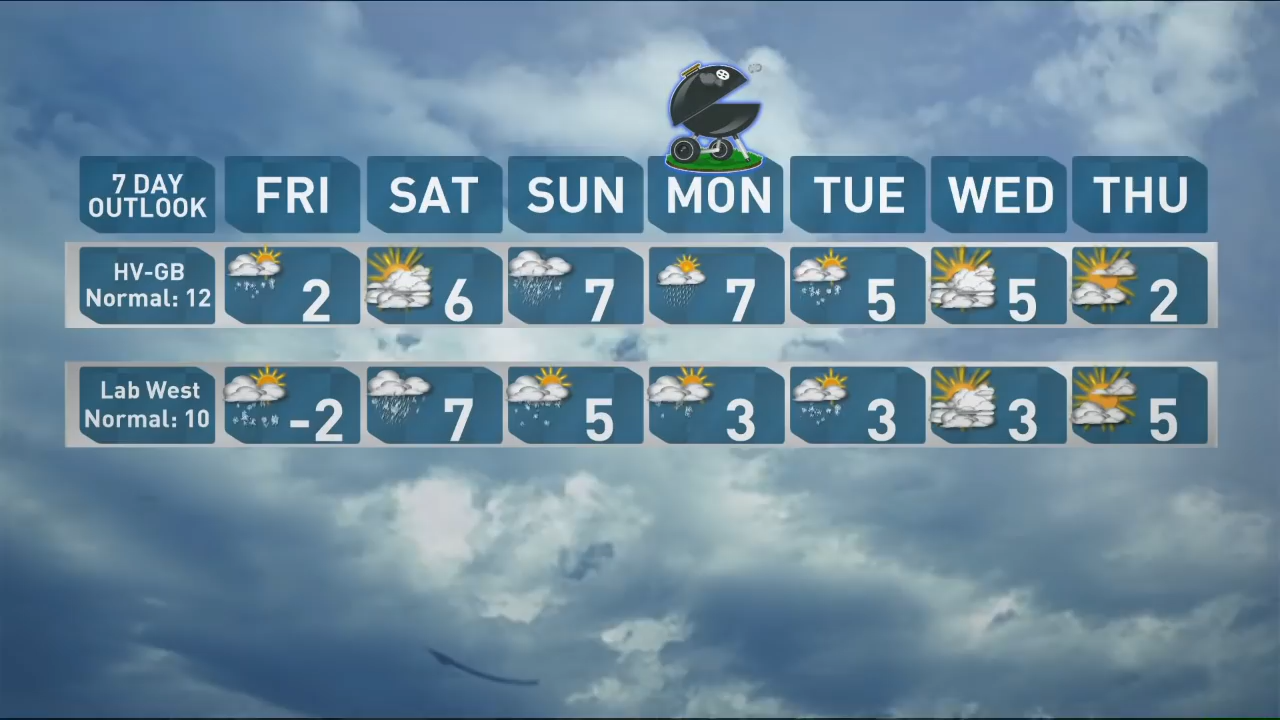 7 DAY
OUTLOOK
FRI SAT SUN MON TUE WED THU
HV-GB
Normal: 12
2 6 7 7 5 5 2
Lab West
Normal: 10
-2 7 5 3 3 3 5